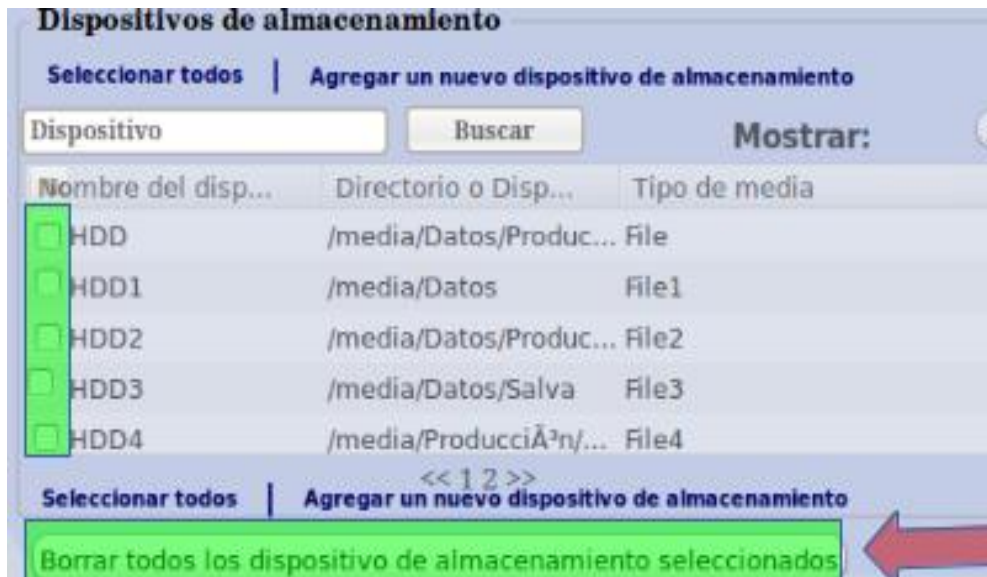 Dispositivos de almacenamiento
Seleccionar todos | Agregar un nuevo dispositivo de almacenamiento
Dispositivo Buscar Mostrar:
Nombre del disp... Directorio o Disp... Tipo de media
HDD /media/Datos/Produc... File
HDD1 /media/Datos File1
HDD2 /media/Datos/Produc... File2
HDD3 /media/Datos/Salva File3
HDD4 /media/ProducciÃ³n/... File4
<< 1 2 >>
Seleccionar todos | Agregar un nuevo dispositivo de almacenamiento
Borrar todos los dispositivo de almacenamiento seleccionados